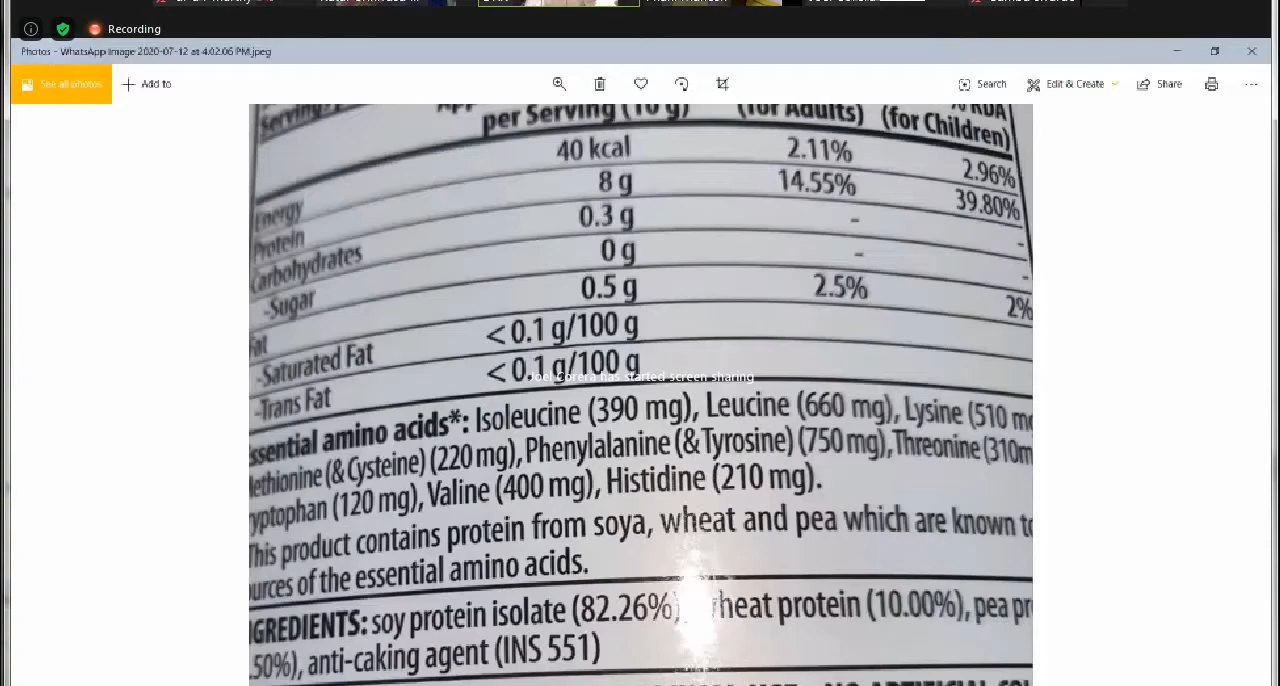 Recording
Photos - WhatsApp Image 2020-07-12 at 4.02.06 PM.jpeg
See all photos
Add to
Search
Edit & Create
Share
per Serving (10 g)
(for Adults)
(for Children)
Energy 40 kcal 2.11% 2.96%
Protein 8 g 14.55% 39.80%
Carbohydrates 0.3 g - -
-Sugar 0 g - -
0.5 g 2.5% 2%
-Saturated Fat < 0.1 g/100 g
-Trans Fat < 0.1 g/100 g
Joel Corera has started screen sharing
ssential amino acids*: Isoleucine (390 mg), Leucine (660 mg), Lysine (510 m
ethionine (& Cysteine) (220 mg), Phenylalanine (& Tyrosine) (750 mg), Threonine (310m
yptophan (120 mg), Valine (400 mg), Histidine (210 mg).
This product contains protein from soya, wheat and pea which are known to
urces of the essential amino acids.
GREDIENTS: soy protein isolate (82.26%), wheat protein (10.00%), pea pr
50%), anti-caking agent (INS 551)